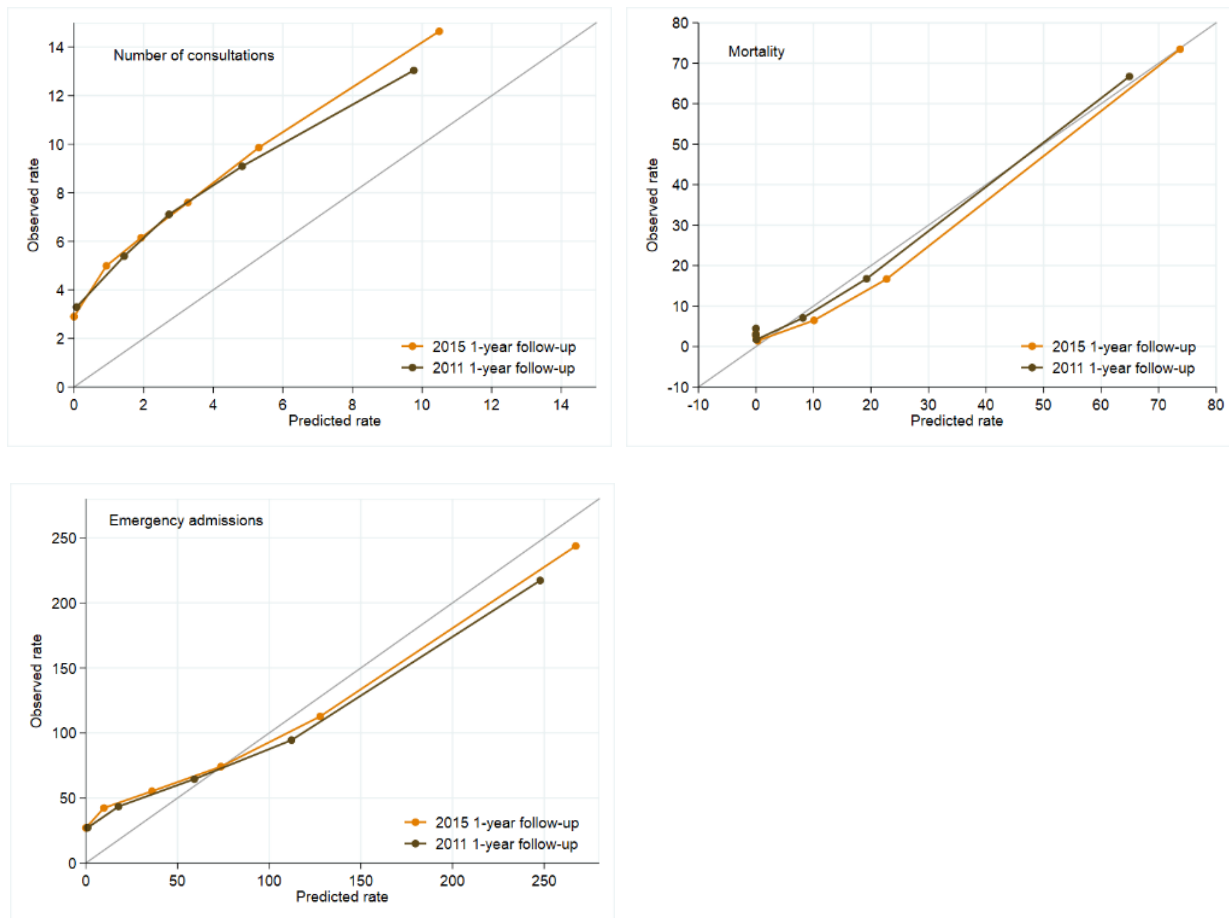 Number of consultations
14
12
10
8
6
4
2
0
Observed rate
2015 1-year follow-up
2011 1-year follow-up
0 2 4 6 8 10 12 14
Predicted rate
Mortality
80
70
60
50
40
30
20
10
0
-10
Observed rate
2015 1-year follow-up
2011 1-year follow-up
-10 0 10 20 30 40 50 60 70 80
Predicted rate
Emergency admissions
250
200
150
100
50
0
Observed rate
2015 1-year follow-up
2011 1-year follow-up
0 50 100 150 200 250
Predicted rate